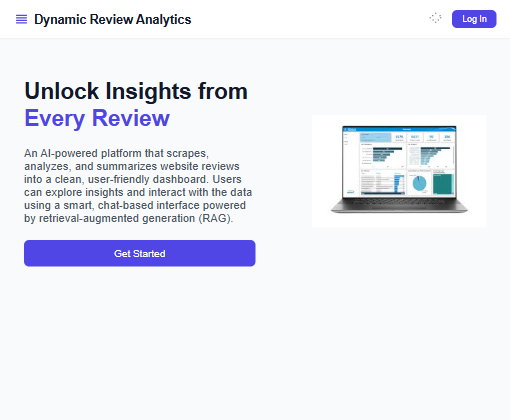 Dynamic Review Analytics
Log In
Unlock Insights from
Every Review
An AI-powered platform that scrapes,
analyzes, and summarizes website reviews
into a clean, user-friendly dashboard. Users
can explore insights and interact with the data
using a smart, chat-based interface powered
by retrieval-augmented generation (RAG).
Get Started